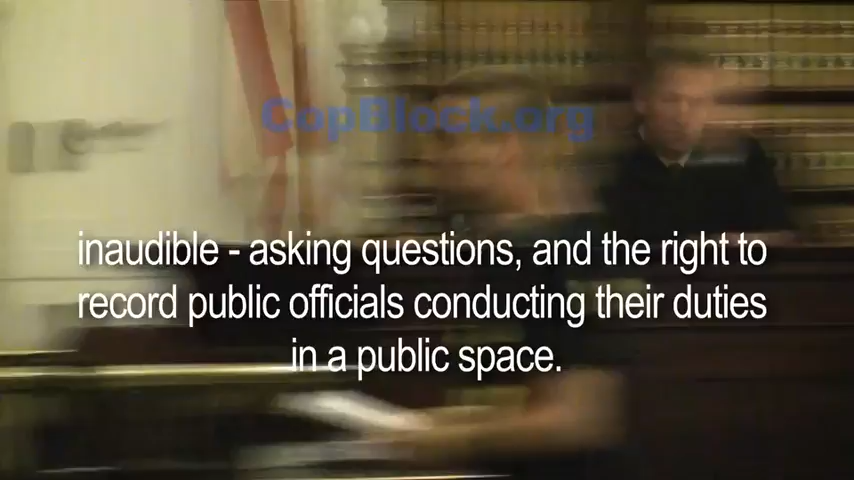 CopBlock.org
inaudible - asking questions, and the right to
record public officials conducting their duties
in a public space.